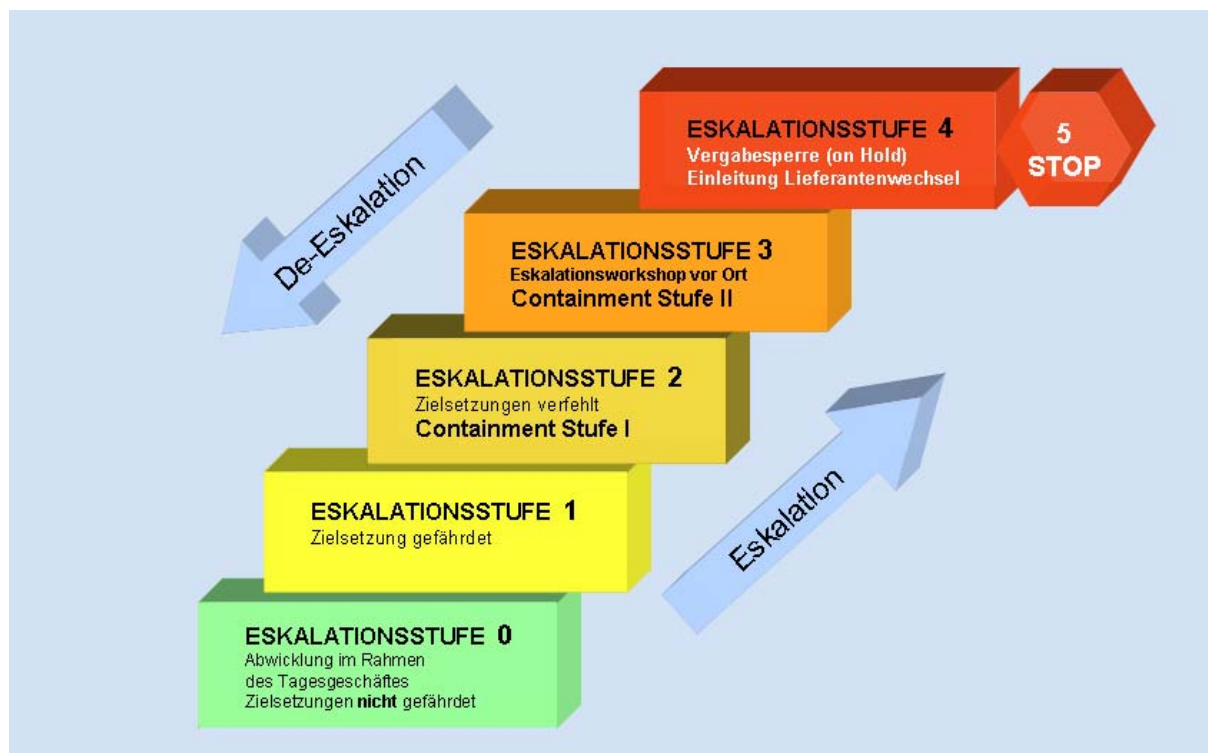 ESKALATIONSSTUFE 4
Vergabesperre (on Hold)
Einleitung Lieferantenwechsel
5
STOP
De-Eskalation
ESKALATIONSSTUFE 3
Eskalationsworkshop vor Ort
Containment Stufe II
ESKALATIONSSTUFE 2
Zielsetzungen verfehlt
Containment Stufe I
Eskalation
ESKALATIONSSTUFE 1
Zielsetzung gefährdet
ESKALATIONSSTUFE 0
Abwicklung im Rahmen
des Tagesgeschäftes
Zielsetzungen nicht gefährdet